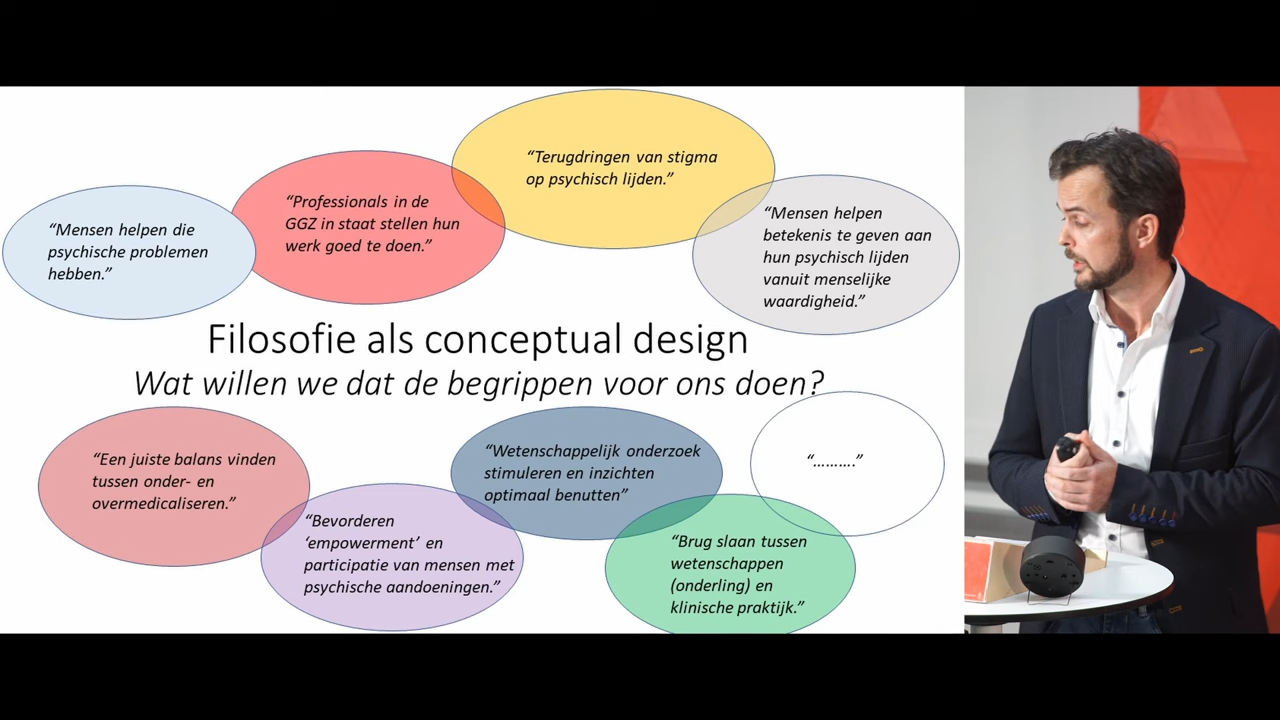 “Terugdringen van stigma
op psychisch lijden.”
“Professionals in de
GGZ in staat stellen hun
werk goed te doen.”
“Mensen helpen
betekenis te geven aan
hun psychisch lijden
vanuit menselijke
waardigheid.”
“Mensen helpen die
psychische problemen
hebben.”
Filosofie als conceptual design
Wat willen we dat de begrippen voor ons doen?
“Een juiste balans vinden
tussen onder- en
overmedicaliseren.”
“Wetenschappelijk onderzoek
stimuleren en inzichten
optimaal benutten”
“……….”
“Bevorderen
‘empowerment’ en
participatie van mensen met
psychische aandoeningen.”
“Brug slaan tussen
wetenschappen
(onderling) en
klinische praktijk.”